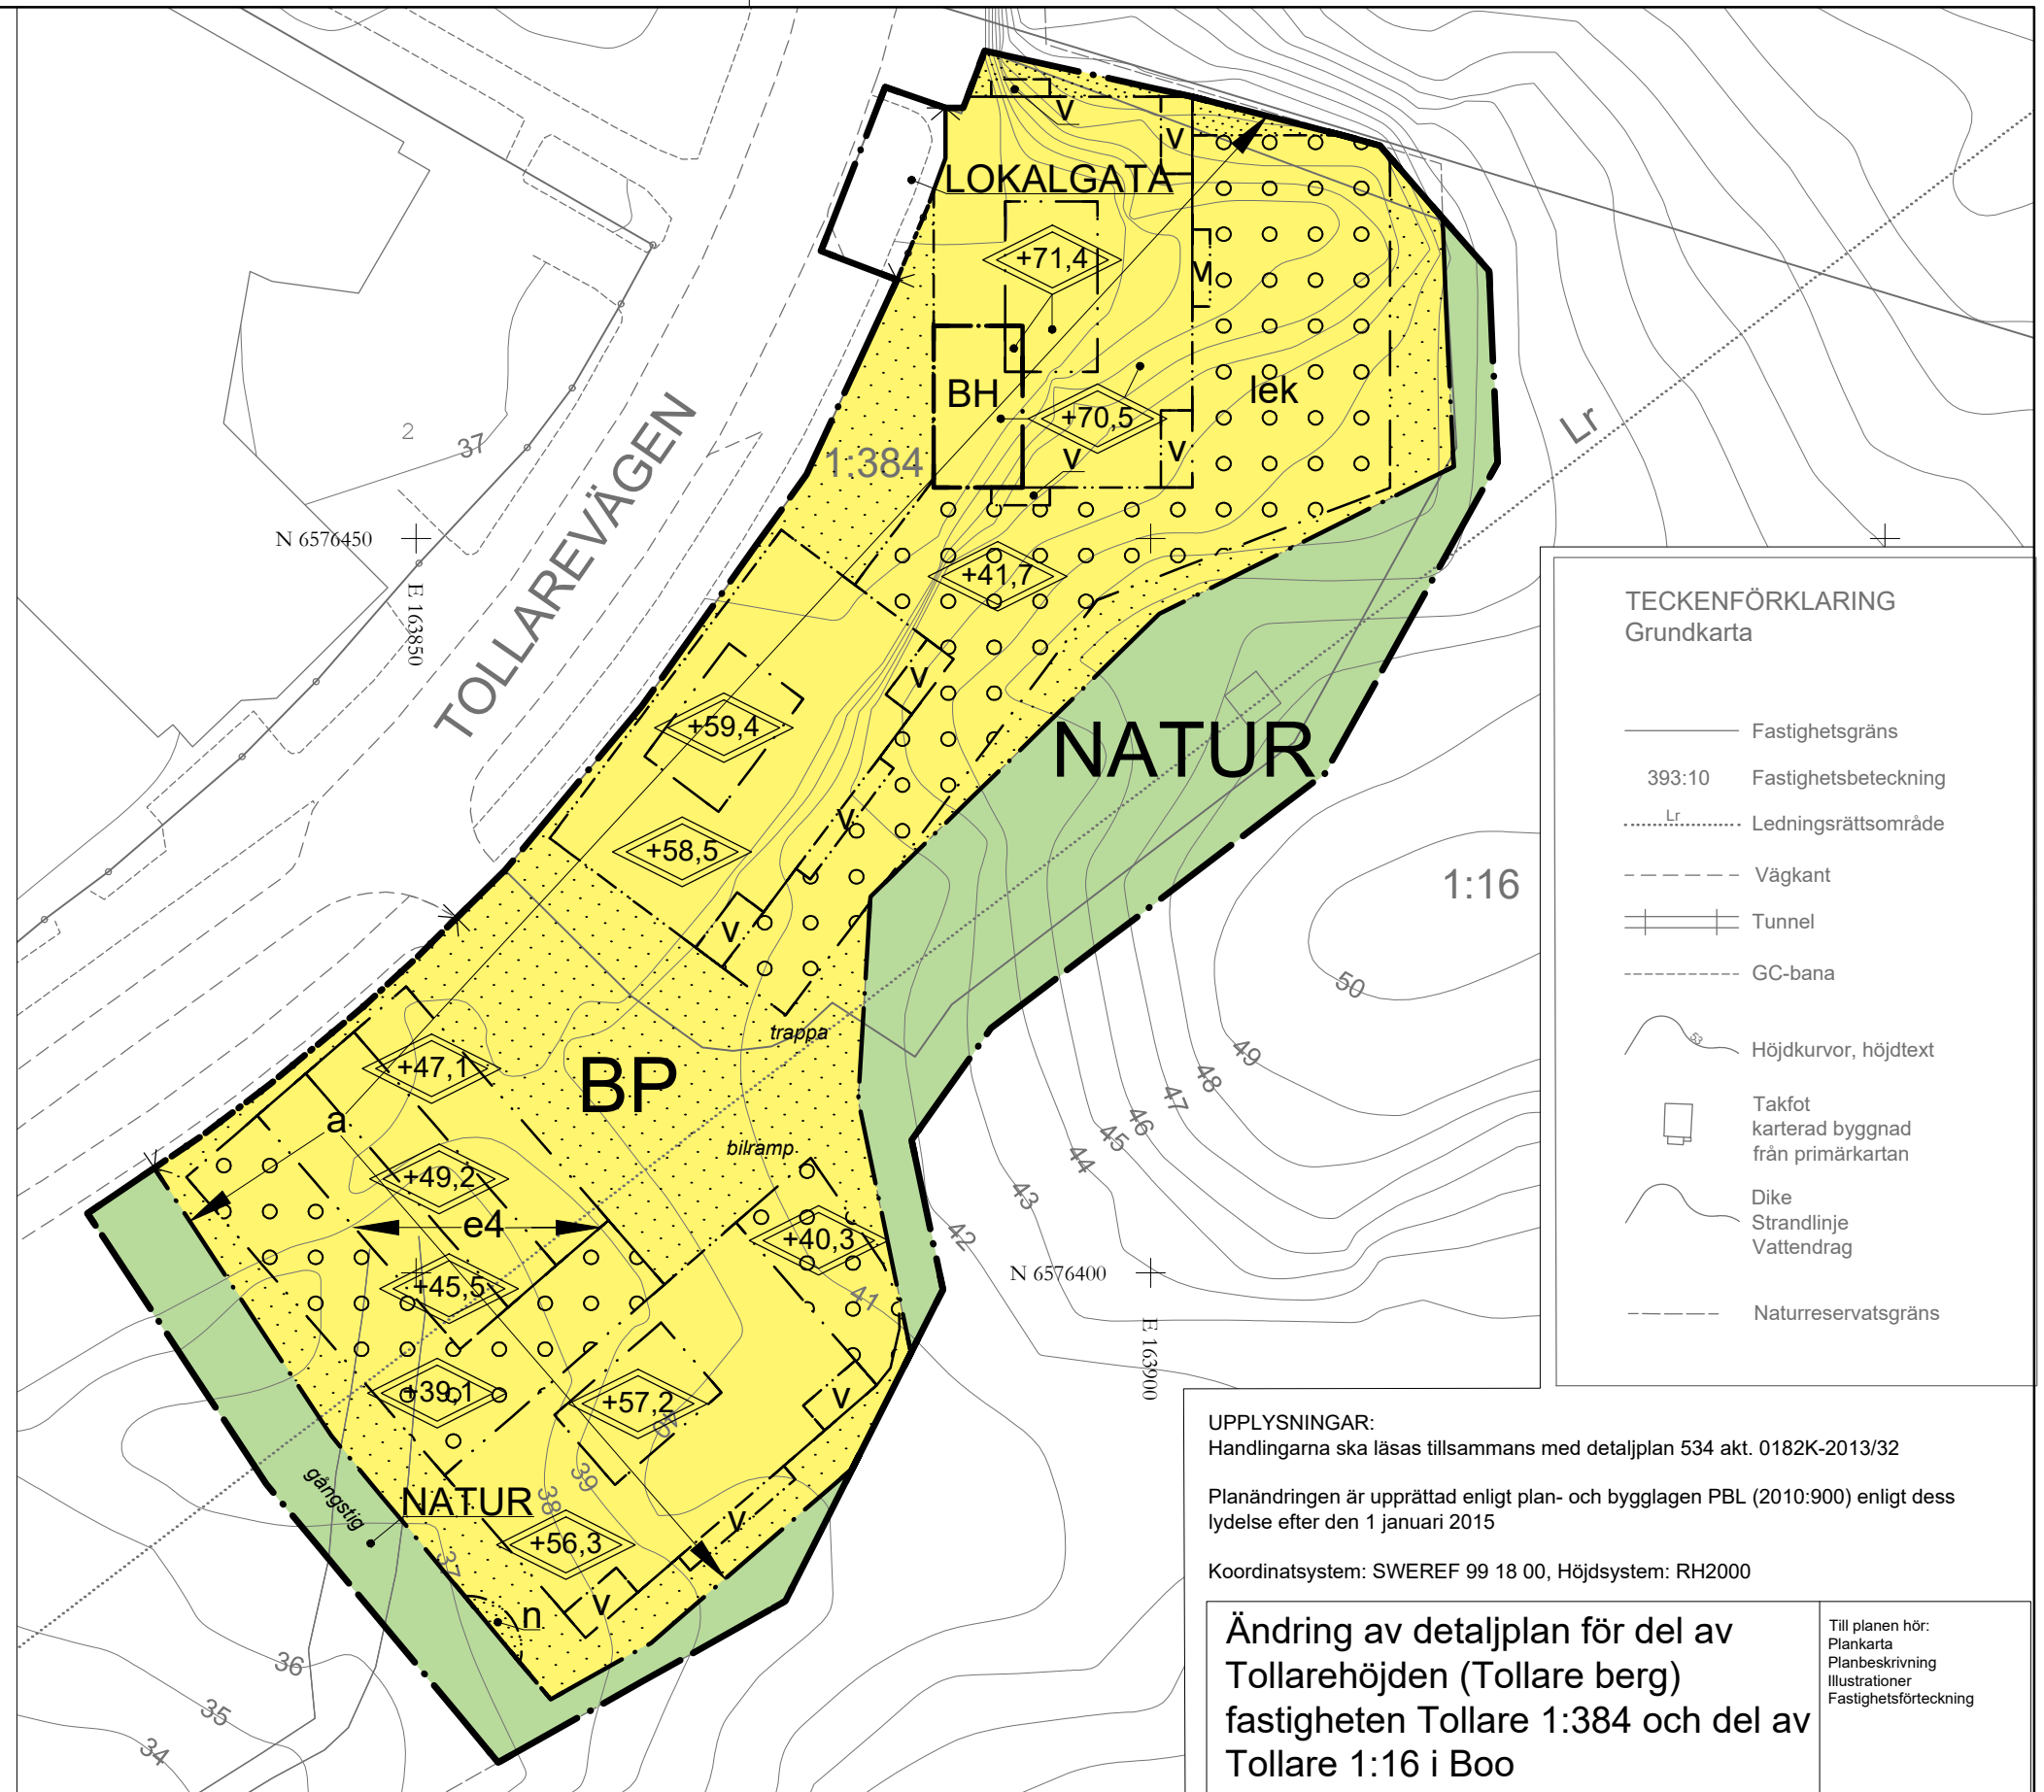 V
V
LOKALGATA
+71,4
M
BH
lek
+70,5
V
V
1:384
Lr
2
37
TOLLAREVÄGEN
N 6576450
E 163850
+41,7
V
+59,4
NATUR
V
+58,5
V
1:16
50
trappa
+47,1
BP
49
48
47
46
45
44
43
42
41
a
bilramp
+49,2
e4
+40,3
+45,5
N 6576400
E 163900
+39,1
+57,2
V
gångstig
NATUR
39
38
37
V
+56,3
V
n
36
35
34
TECKENFÖRKLARING
Grundkarta
Fastighetsgräns
393:10 Fastighetsbeteckning
Lr Ledningsrättsområde
Vägkant
Tunnel
GC-bana
53 Höjdkurvor, höjdtext
Takfot
karterad byggnad
från primärkartan
Dike
Strandlinje
Vattendrag
Naturreservatsgräns
UPPLYSNINGAR:
Handlingarna ska läsas tillsammans med detaljplan 534 akt. 0182K-2013/32
Planändringen är upprättad enligt plan- och bygglagen PBL (2010:900) enligt dess
lydelse efter den 1 januari 2015
Koordinatsystem: SWEREF 99 18 00, Höjdsystem: RH2000
Ändring av detaljplan för del av
Tollarehöjden (Tollare berg)
fastigheten Tollare 1:384 och del av
Tollare 1:16 i Boo
Till planen hör:
Plankarta
Planbeskrivning
Illustrationer
Fastighetsförteckning